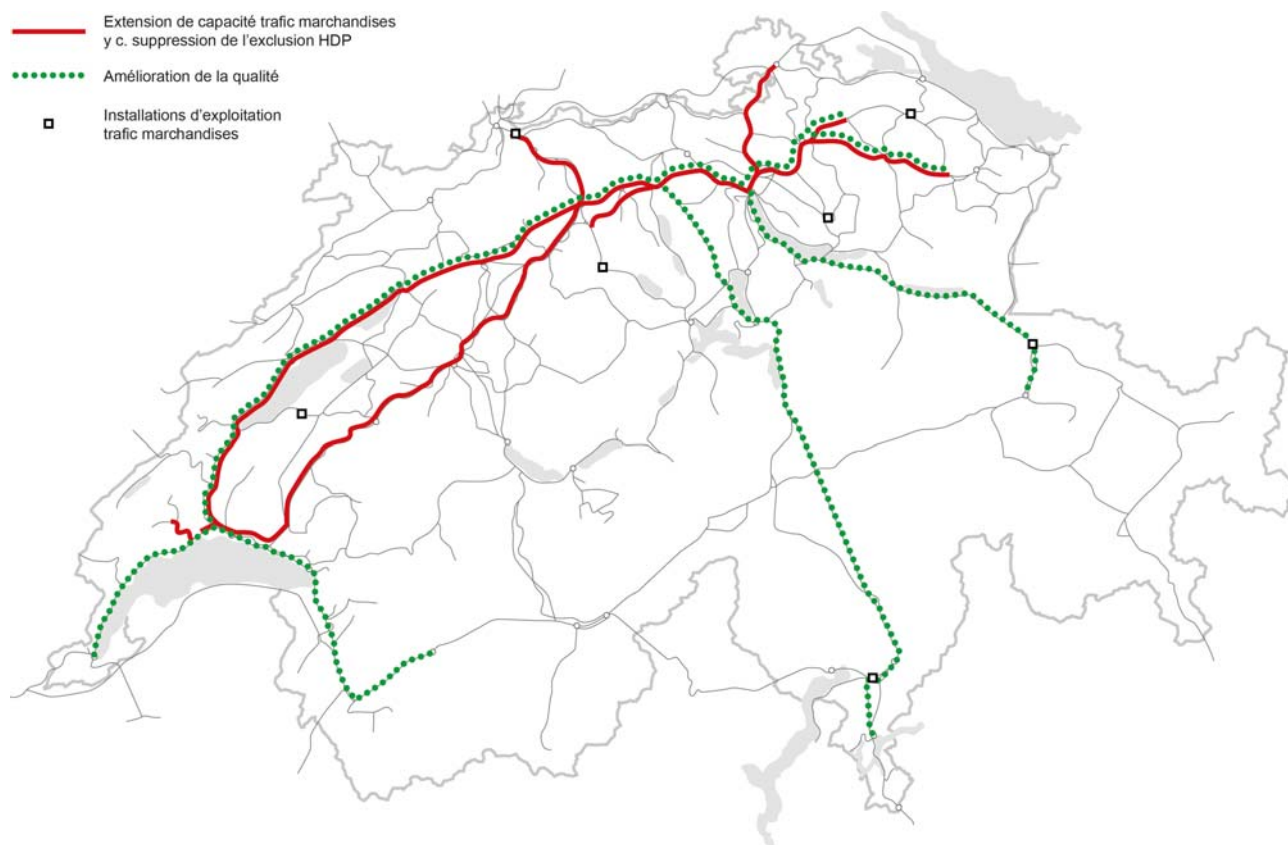 Extension de capacité trafic marchandises
y c. suppression de l’exclusion HDP
Amélioration de la qualité
Installations d’exploitation
trafic marchandises